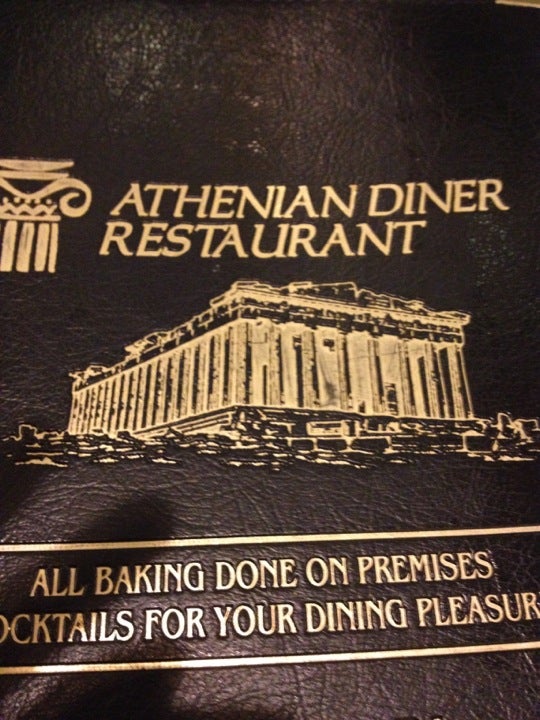 ATHENIAN DINER
RESTAURANT
ALL BAKING DONE ON PREMISES
OCKTAILS FOR YOUR DINING PLEASUR